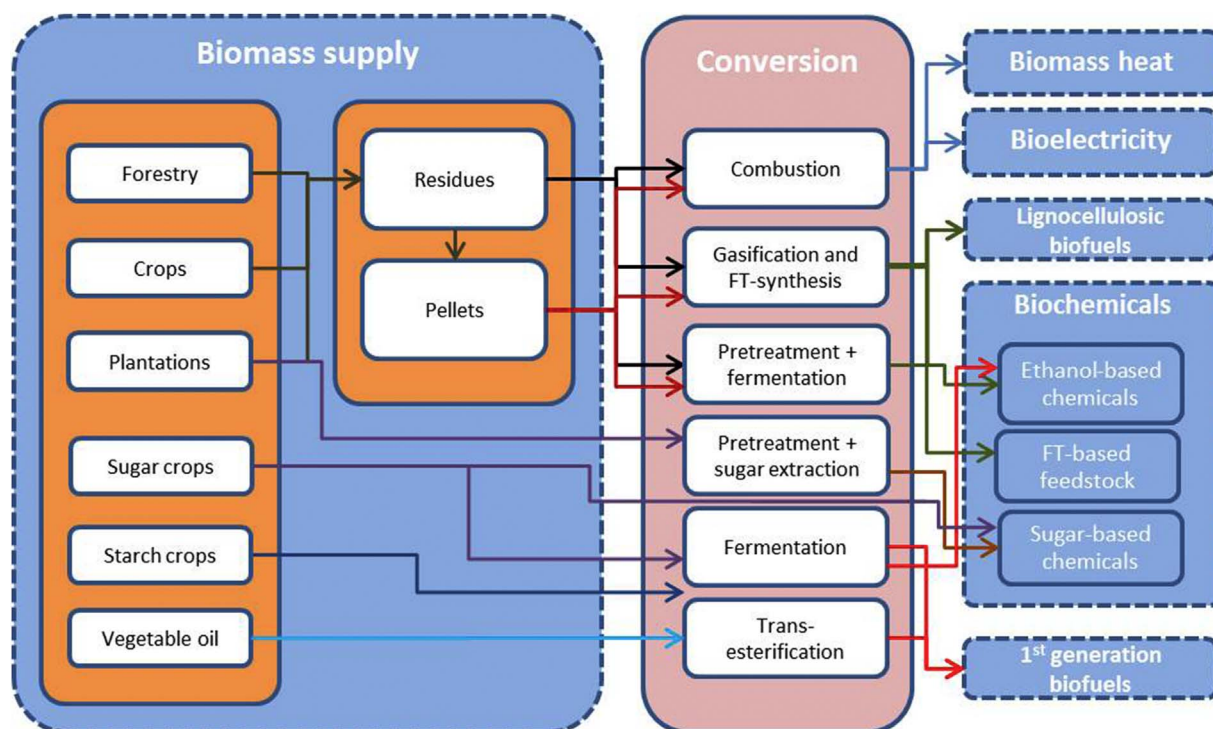 Biomass supply
Forestry
Crops
Plantations
Sugar crops
Starch crops
Vegetable oil
Residues
Pellets
Conversion
Combustion
Gasification and
FT-synthesis
Pretreatment +
fermentation
Pretreatment +
sugar extraction
Fermentation
Trans-
esterification
Biomass heat
Bioelectricity
Lignocellulosic
biofuels
Biochemicals
Ethanol-based
chemicals
FT-based
feedstock
Sugar-based
chemicals
1st generation
biofuels